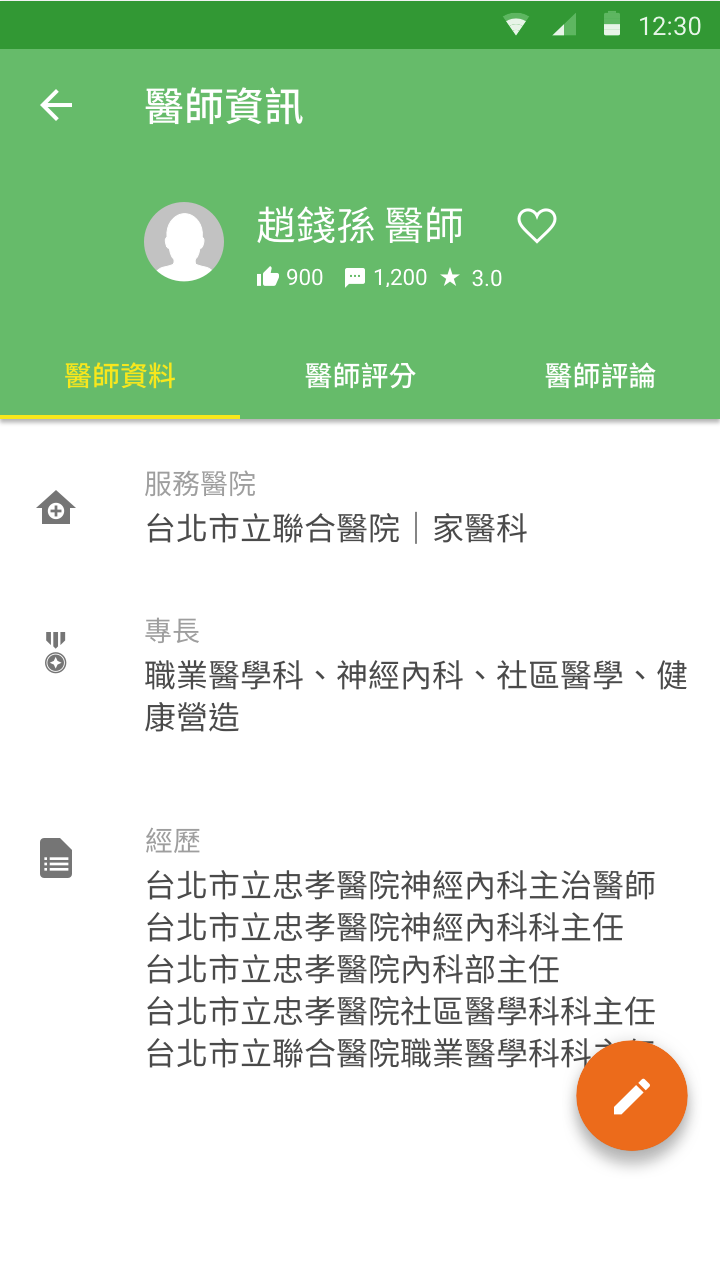 12:30
醫師資訊
趙錢孫 醫師
900 1,200 3.0
醫師資料 醫師評分 醫師評論
服務醫院
台北市立聯合醫院｜家醫科
專長
職業醫學科、神經內科、社區醫學、健
康營造
經歷
台北市立忠孝醫院神經內科主治醫師
台北市立忠孝醫院神經內科科主任
台北市立忠孝醫院內科部主任
台北市立忠孝醫院社區醫學科科主任
台北市立聯合醫院職業醫學科科主任